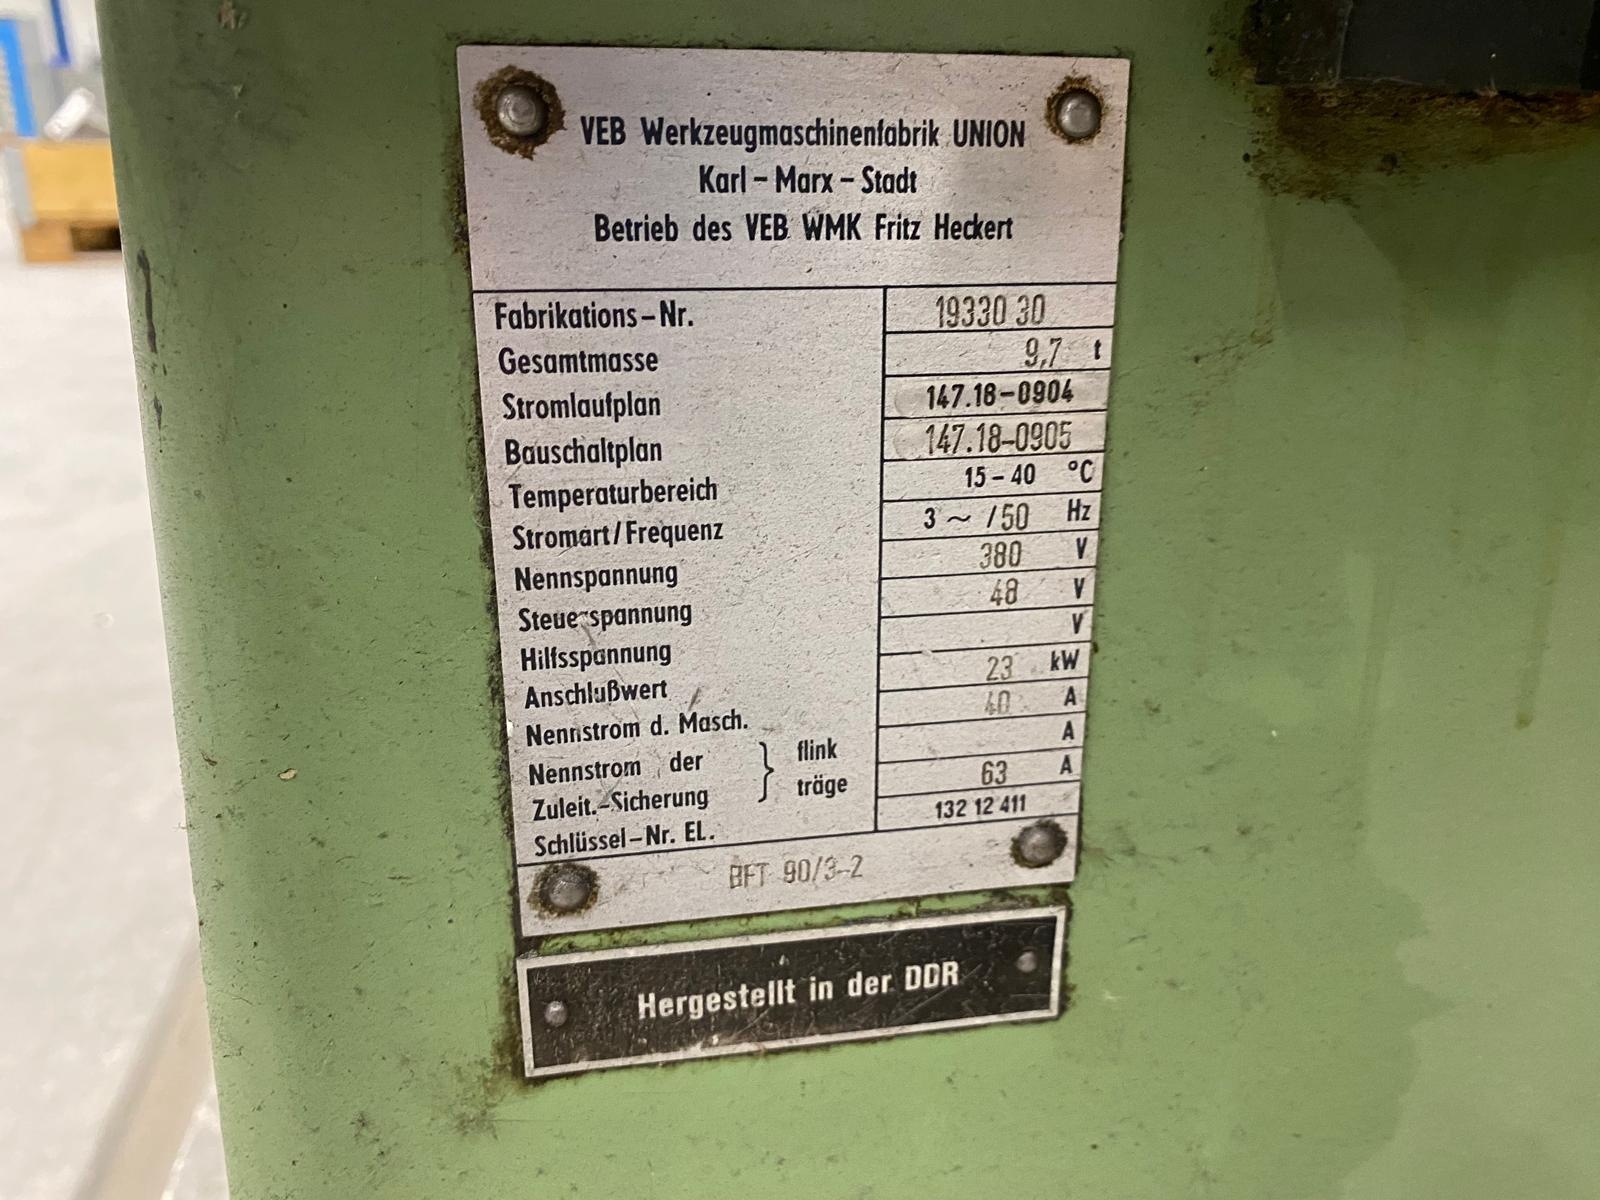 VEB Werkzeugmaschinenfabrik UNION
Karl – Marx – Stadt
Betrieb des VEB WMK Fritz Heckert
Fabrikations – Nr. 19330 30
Gesamtmasse 9,7 t
Stromlaufplan 147.18–0904
Bauschaltplan 147.18–0905
Temperaturbereich 15 – 40 °C
Stromart/Frequenz 3 ~ /50 Hz
Nennspannung 380 V
Steuerspannung 48 V
Hilfsspannung V
Anschlußwert 23 kW
Nennstrom d. Masch. 40 A
Nennstrom der } flink A
Zuleit.–Sicherung träge 63 A
Schlüssel–Nr. EL. 132 12 411
BFT 90/3-2
Hergestellt in der DDR